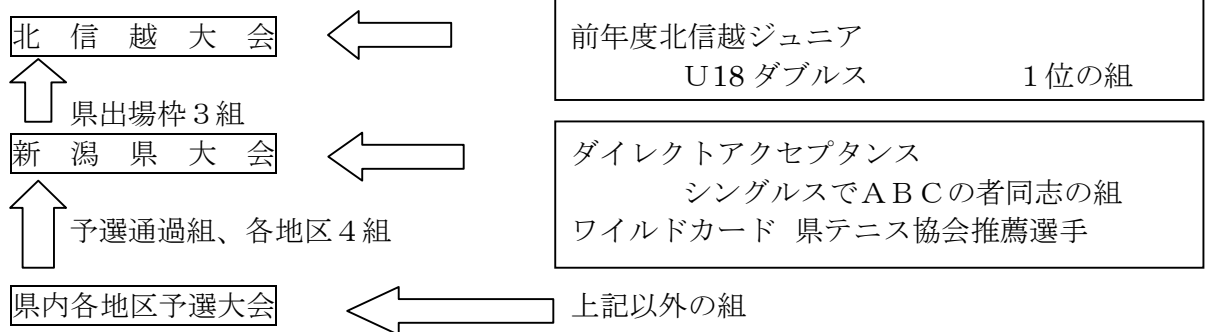 北　信　越　大　会
前年度北信越ジュニア
Ｕ18 ダブルス　　　１位の組
県出場枠３組
新　潟　県　大　会
ダイレクトアクセプタンス
シングルスでＡＢＣの者同志の組
ワイルドカード 県テニス協会推薦選手
予選通過組、各地区４組
県内各地区予選大会
上記以外の組